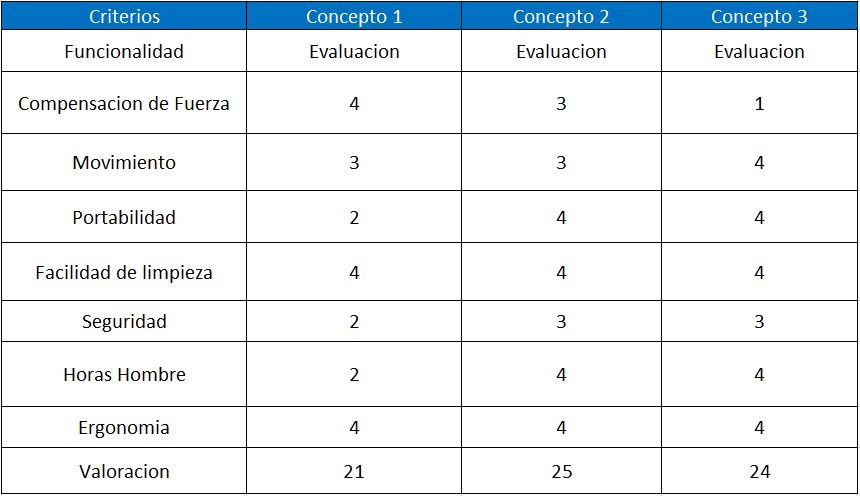 Criterios Concepto 1 Concepto 2 Concepto 3
Funcionalidad Evaluacion Evaluacion Evaluacion
Compensacion de Fuerza 4 3 1
Movimiento 3 3 4
Portabilidad 2 4 4
Facilidad de limpieza 4 4 4
Seguridad 2 3 3
Horas Hombre 2 4 4
Ergonomia 4 4 4
Valoracion 21 25 24